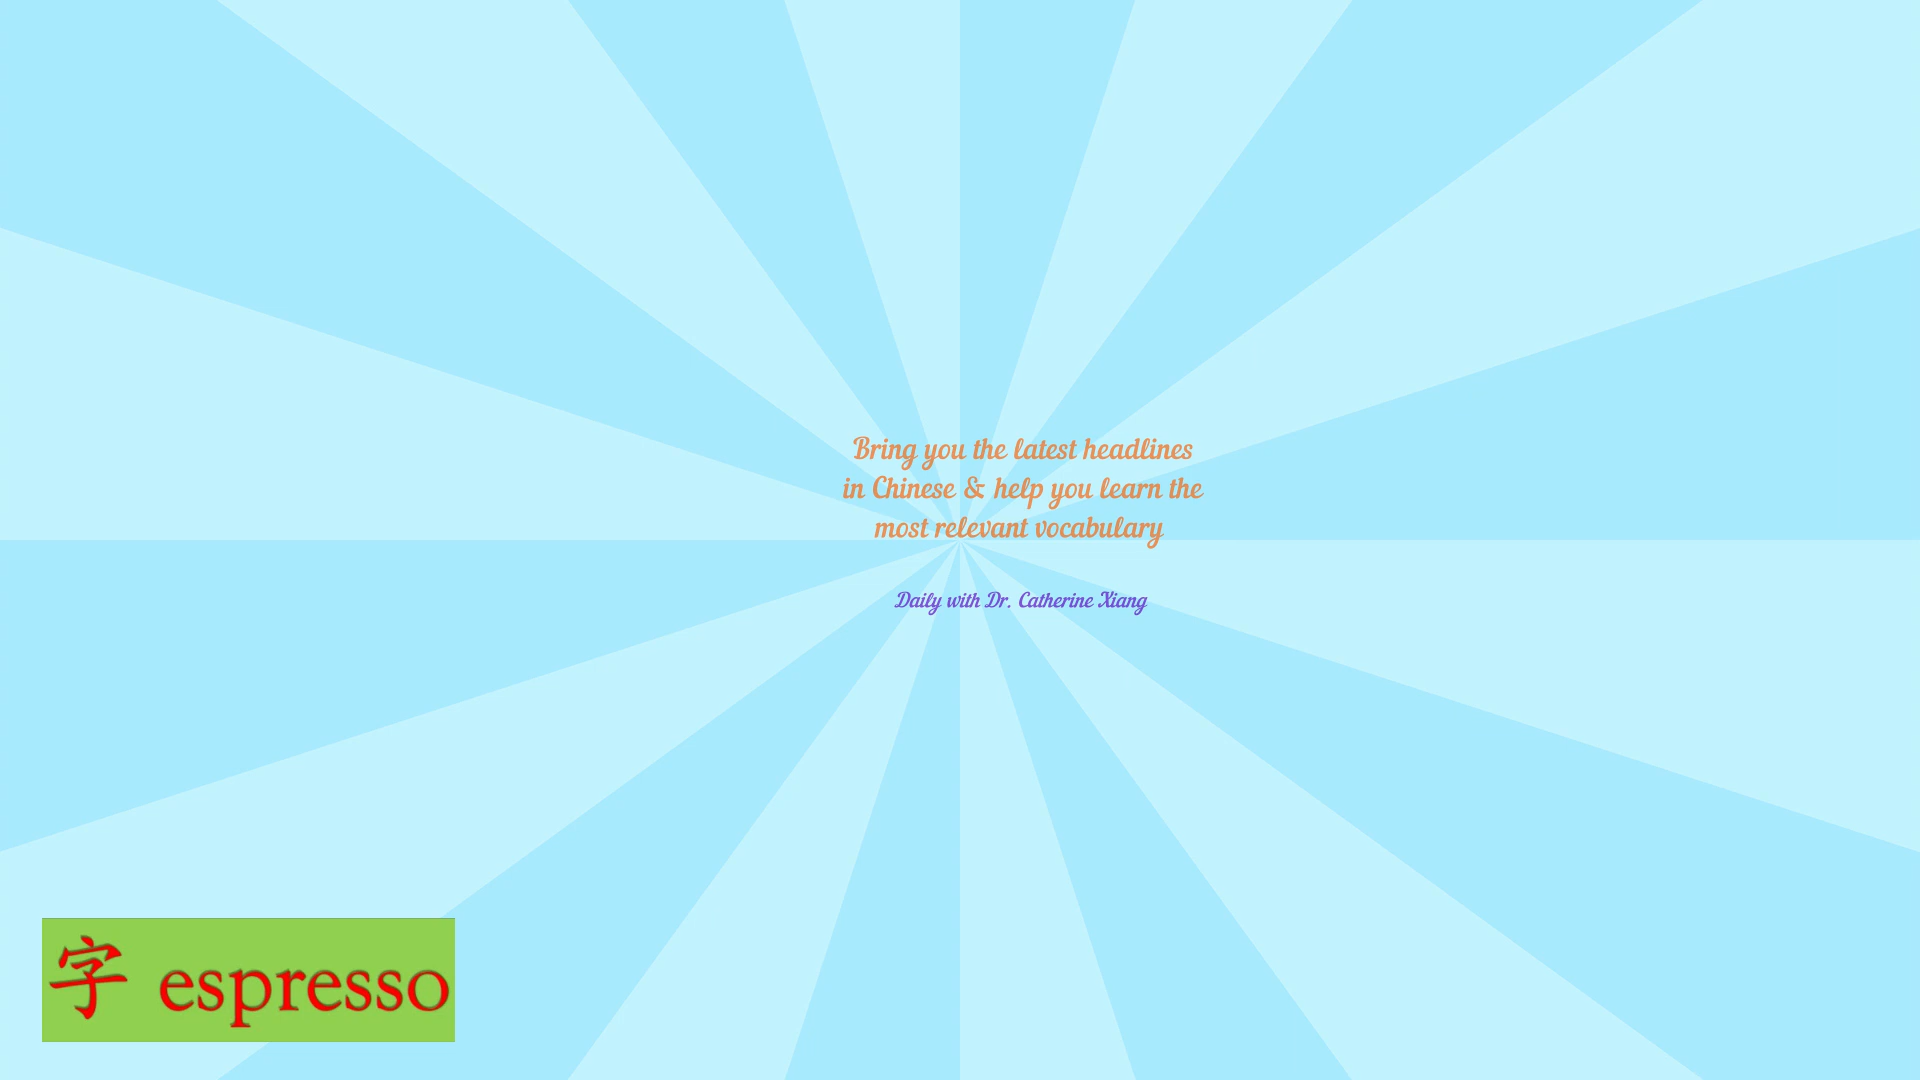 Bring you the latest headlines
in Chinese & help you learn the
most relevant vocabulary
Daily with Dr. Catherine Xiang
字 espresso